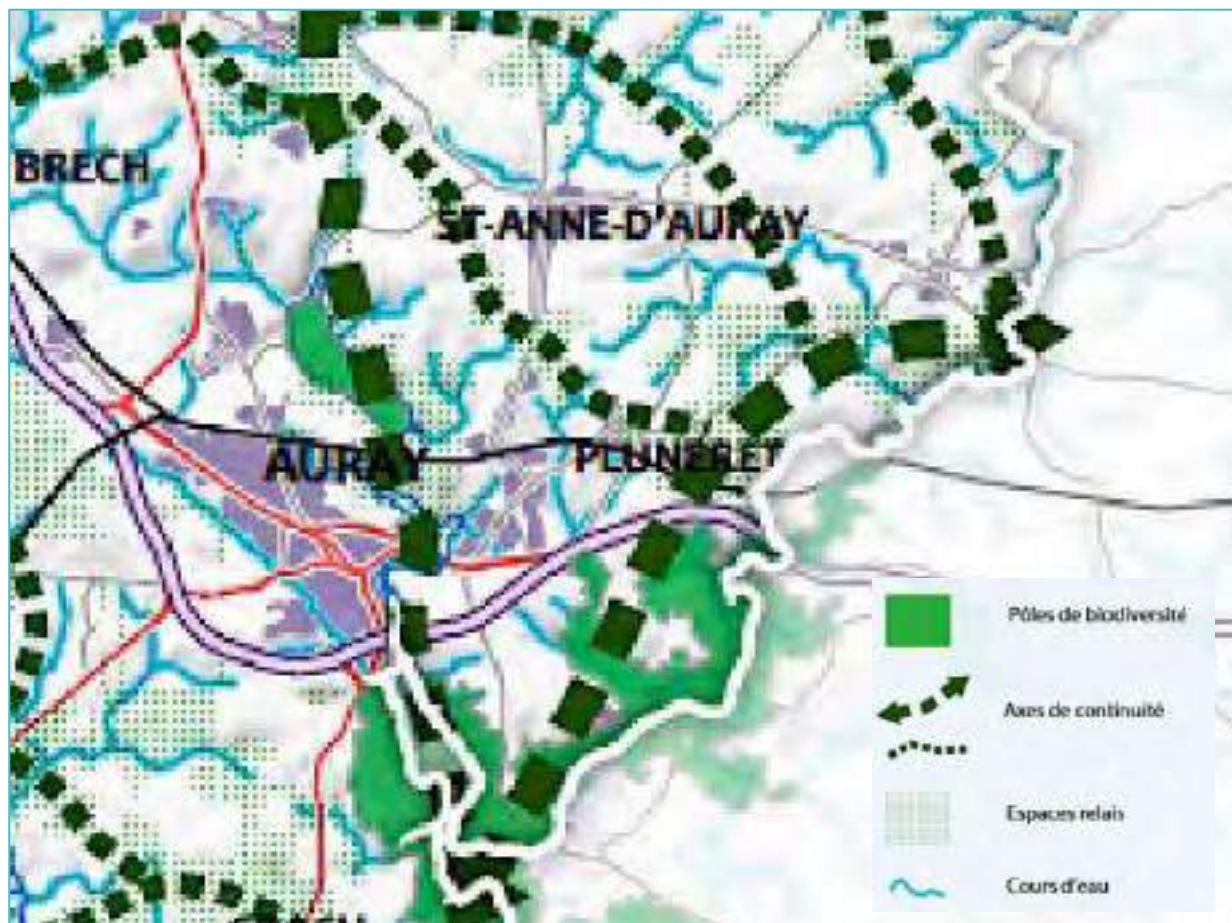 BRECH
ST-ANNE-D'AURAY
AURAY
PLUNERET
Pôles de biodiversité
Axes de continuité
Espaces relais
Cours d'eau